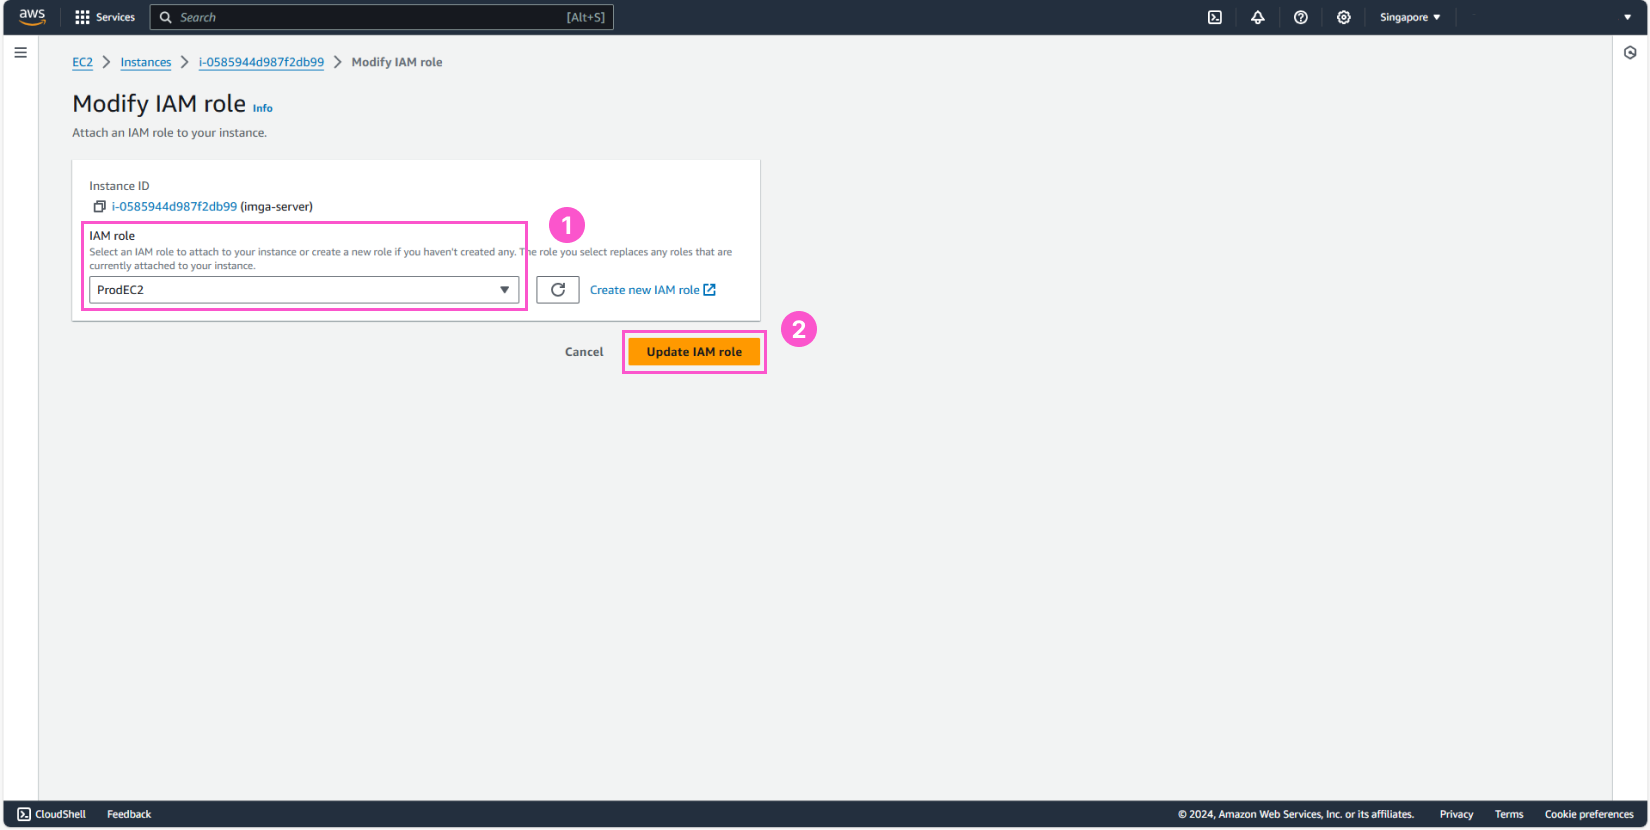 aws
Services
Search
[Alt+S]
Singapore
EC2 > Instances > i-0585944d987f2db99 > Modify IAM role
Modify IAM role Info
Attach an IAM role to your instance.
Instance ID
i-0585944d987f2db99 (imga-server)
IAM role
1
Select an IAM role to attach to your instance or create a new role if you haven't created any. The role you select replaces any roles that are
currently attached to your instance.
ProdEC2
Create new IAM role
2
Cancel
Update IAM role
CloudShell
Feedback
© 2024, Amazon Web Services, Inc. or its affiliates.
Privacy
Terms
Cookie preferences